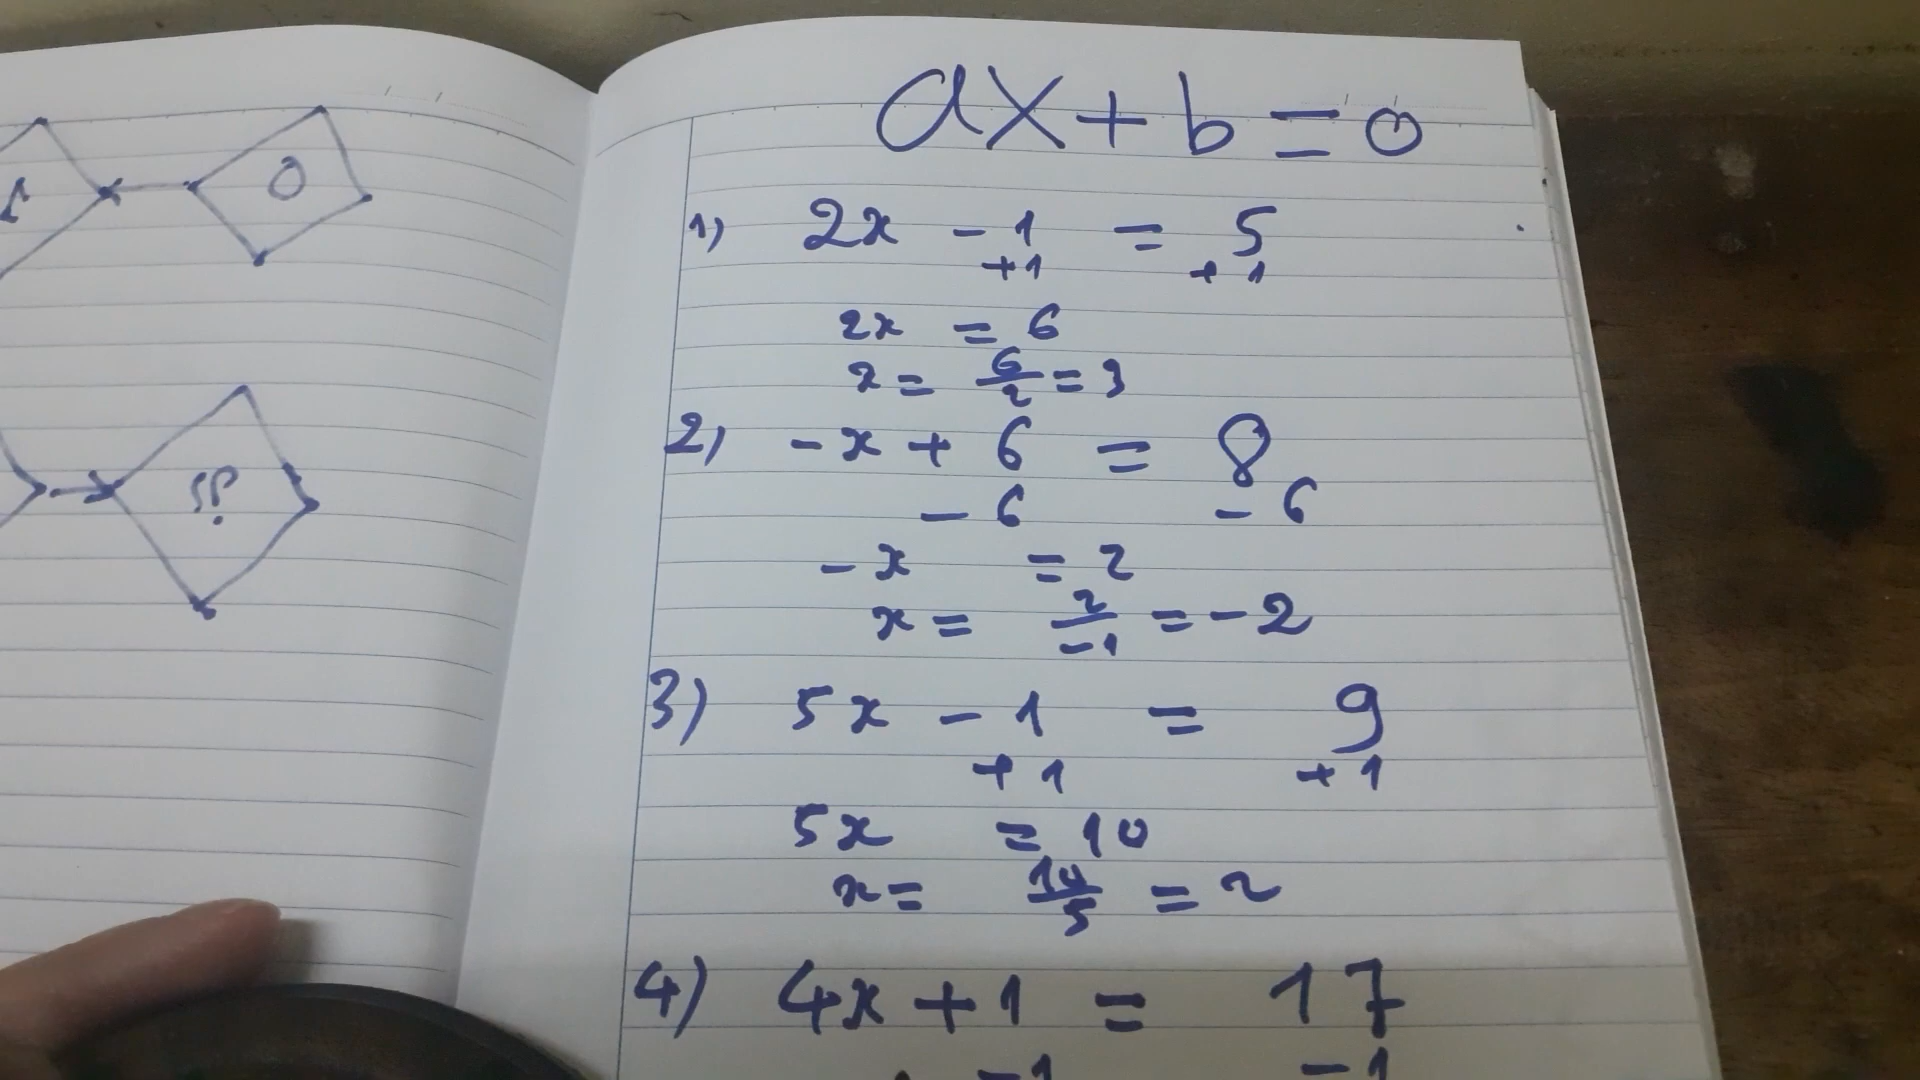 O
??
ax + b = 0
1) 2x - 1 = 5
+1 + 1
2x = 6
x = 6/2 = 3
2) -x + 6 = 8
- 6 - 6
- x = 2
x = 2/-1 = -2
3) 5x - 1 = 9
+ 1 + 1
5x = 10
x = 10/5 = 2
4) 4x + 1 = 17
-1 -1